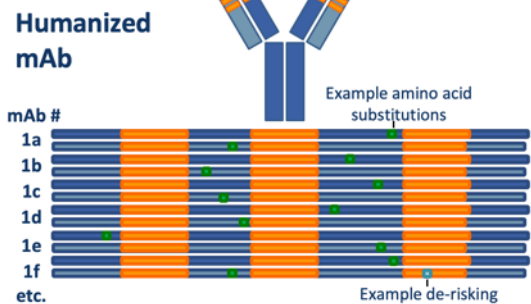 Humanized
mAb
Example amino acid
substitutions
mAb #
1a
1b
1c
1d
1e
1f
etc.
Example de-risking